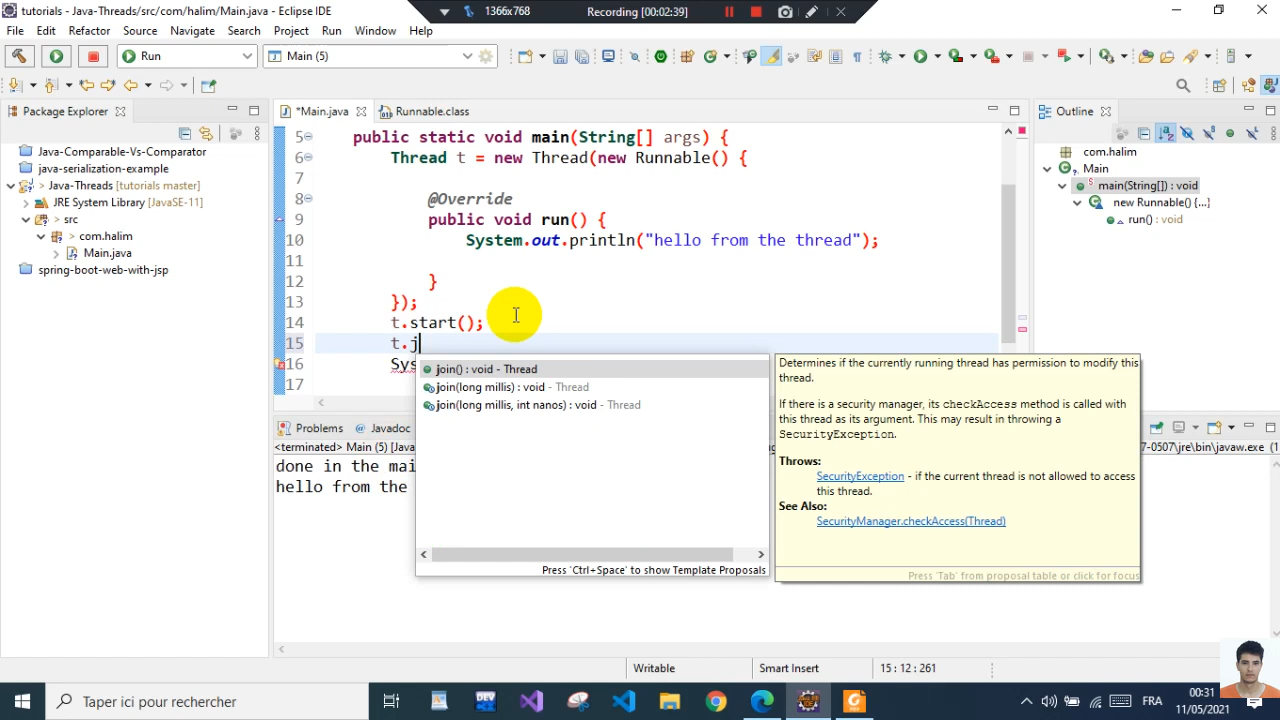 tutorials - Java-Threads/src/com/halim/Main.java - Eclipse IDE
1366x768
Recording [00:02:39]
File Edit Source Refactor Source Navigate Search Project Run Window Help
Run
Main (5)
Package Explorer
*Main.java
Runnable.class
Outline
Java-Comparable-Vs-Comparator
java-serialization-example
Java-Threads [tutorials master]
JRE System Library [JavaSE-11]
src
com.halim
Main.java
spring-boot-web-with-jsp
5 public static void main(String[] args) {
6 Thread t = new Thread(new Runnable() {
7
8 @Override
9 public void run() {
10 System.out.println("hello from the thread");
11
12 }
13 });
14 t.start();
15 t.j
16 Sys
17
join() : void - Thread
join(long millis) : void - Thread
join(long millis, int nanos) : void - Thread
Press 'Ctrl+Space' to show Template Proposals
Determines if the currently running thread has permission to modify this
thread.
If there is a security manager, its checkAccess method is called with
this thread as its argument. This may result in throwing a
SecurityException.
Throws:
SecurityException - if the current thread is not allowed to access
this thread.
See Also:
SecurityManager.checkAccess(Thread)
Press 'Tab' from proposal table or click for focus
com.halim
Main
main(String[]) : void
new Runnable() {...}
run() : void
Problems
Javadoc
<terminated> Main (5) [Java
7-0507\jre\bin\javaw.exe (1
done in the mai
hello from the
Writable
Smart Insert
15 : 12 : 261
Taper ici pour rechercher
FRA
00:31
11/05/2021